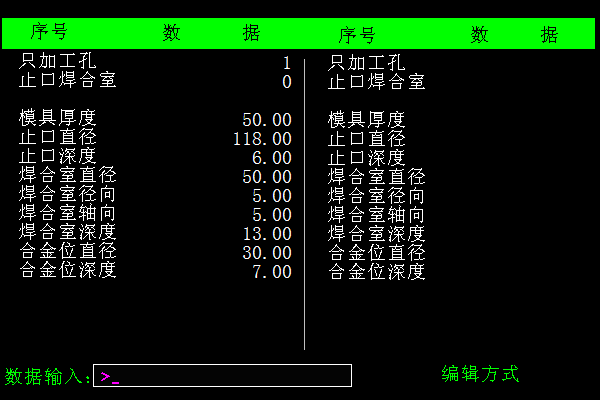 序号 数 据 序号 数 据
只加工孔 1 只加工孔
止口焊合室 0 止口焊合室
模具厚度 50.00 模具厚度
止口直径 118.00 止口直径
止口深度 6.00 止口深度
焊合室直径 50.00 焊合室直径
焊合室径向 5.00 焊合室径向
焊合室轴向 5.00 焊合室轴向
焊合室深度 13.00 焊合室深度
合金位直径 30.00 合金位直径
合金位深度 7.00 合金位深度
数据输入: >_ 编辑方式